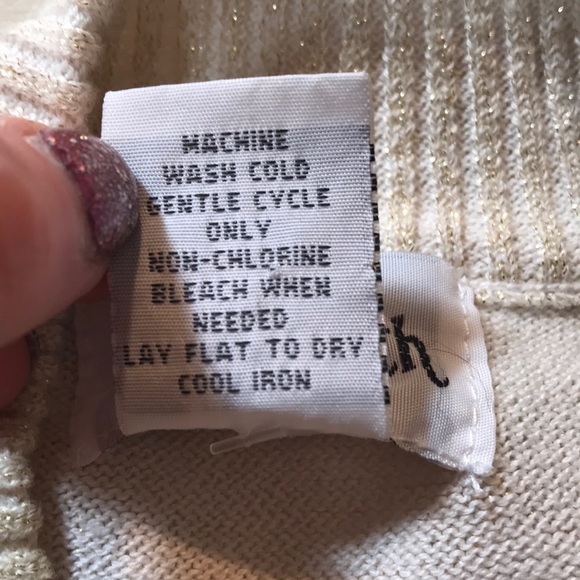 MACHINE
WASH COLD
GENTLE CYCLE
ONLY
NON-CHLORINE
BLEACH WHEN
NEEDED
LAY FLAT TO DRY
COOL IRON